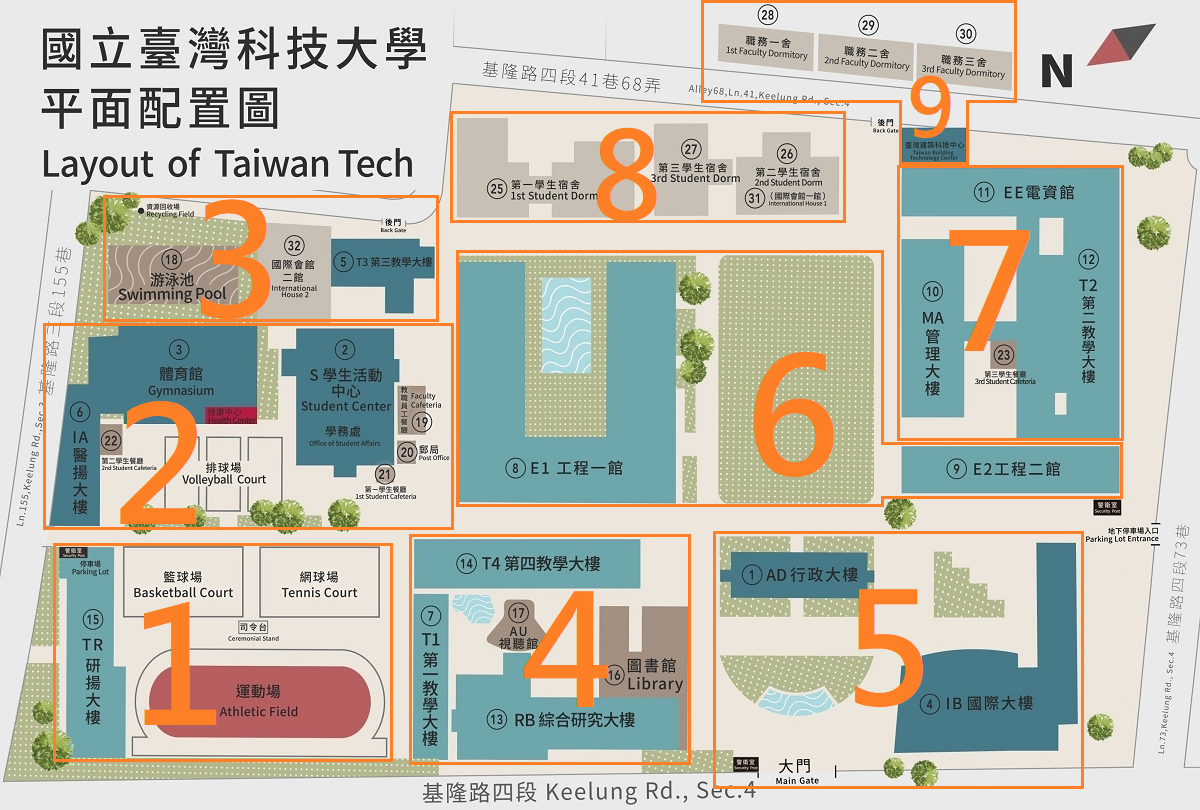 國立臺灣科技大學
平面配置圖
Layout of Taiwan Tech
基隆路四段41巷68弄
Alley68,Ln.41,Keelung Rd., Sec.4
28
職務一舍
1st Faculty Dormitory
29
職務二舍
2nd Faculty Dormitory
30
職務三舍
3rd Faculty Dormitory
N
9
後門
Back Gate
臺灣建築科技中心
Taiwan Building
Technology Center
8
25 第一學生宿舍
1st Student Dorm
27
第三學生宿舍
3rd Student Dorm
26
第二學生宿舍
2nd Student Dorm
31 (國際會館一館)
International House 1
3
資源回收場
Recycling Field
後門
Back Gate
18
游泳池
Swimming Pool
32
國際會館
二館
International
House 2
5 T3 第三教學大樓
7
11 EE電資館
10
MA
管理大樓
12
T2
第二教學大樓
23
第三學生餐廳
3rd Student Cafeteria
基隆路三段155巷
Ln.155,Keelung Rd.,Sec.3
2
3
體育館
Gymnasium
健康中心
Health Center
2
S 學生活動
中心
Student Center
學務處
Office of Student Affairs
教職員工餐廳
Faculty
Cafeteria
19
20 郵局
Post Office
21
第一學生餐廳
1st Student Cafeteria
6
IA
醫揚大樓
22
第二學生餐廳
2nd Student Cafeteria
排球場
Volleyball Court
6
8 E1 工程一館
9 E2工程二館
警衛室
Security Post
地下停車場入口
Parking Lot Entrance
1
警衛室
Security Post
停車場
Parking Lot
15
TR
研揚大樓
籃球場
Basketball Court
網球場
Tennis Court
司令台
Ceremonial Stand
運動場
Athletic Field
4
14 T4 第四教學大樓
7
T1
第一教學大樓
17
AU
視聽館
16 圖書館
Library
13 RB 綜合研究大樓
5
1 AD 行政大樓
4 IB 國際大樓
警衛室
Security Post
大門
Main Gate
基隆路四段73巷
Ln.73,Keelung Rd., Sec.4
基隆路四段 Keelung Rd., Sec.4